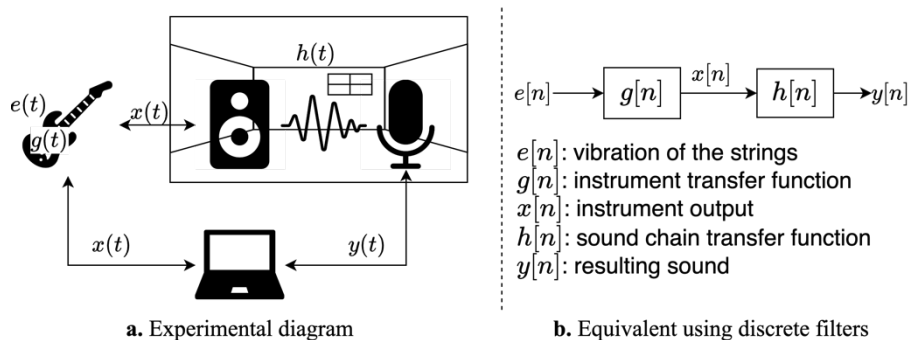 h(t)
e(t)
g(t)
x(t)
x(t)
y(t)
a. Experimental diagram
e[n]
g[n]
x[n]
h[n]
y[n]
e[n]: vibration of the strings
g[n]: instrument transfer function
x[n]: instrument output
h[n]: sound chain transfer function
y[n]: resulting sound
b. Equivalent using discrete filters